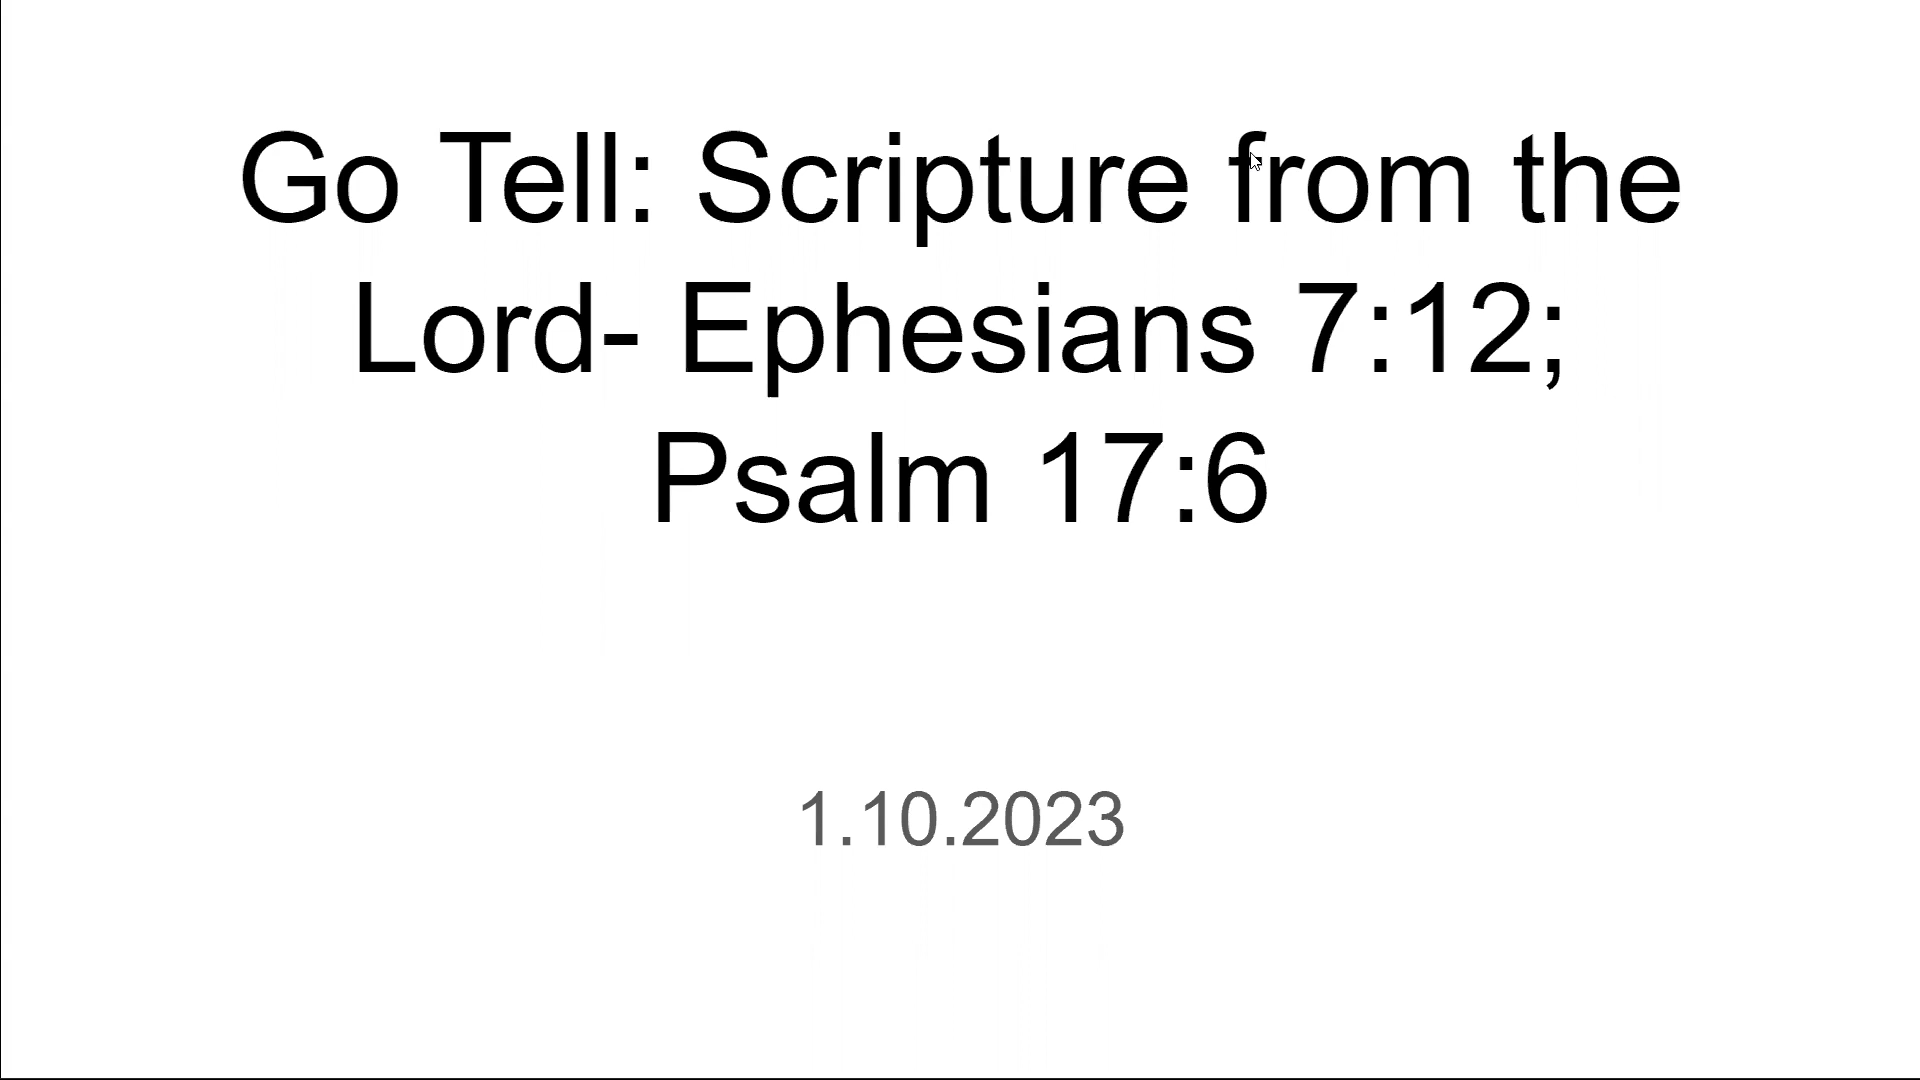 Go Tell: Scripture from the
Lord- Ephesians 7:12;
Psalm 17:6
1.10.2023